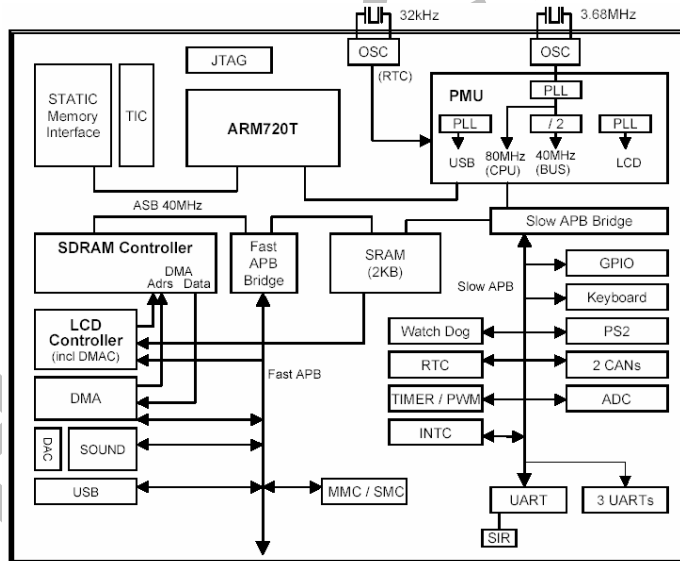 32kHz
3.68MHz
OSC
OSC
(RTC)
JTAG
STATIC
Memory
Interface
TIC
ARM720T
PMU
PLL
PLL
/ 2
PLL
USB
80MHz
(CPU)
40MHz
(BUS)
LCD
ASB 40MHz
Slow APB Bridge
SDRAM Controller
DMA
Adrs
Data
Fast
APB
Bridge
SRAM
(2KB)
Slow APB
GPIO
Keyboard
LCD
Controller
(incl DMAC)
Watch Dog
PS2
RTC
2 CANs
Fast APB
DMA
TIMER / PWM
ADC
INTC
DAC
SOUND
USB
MMC / SMC
UART
3 UARTs
SIR